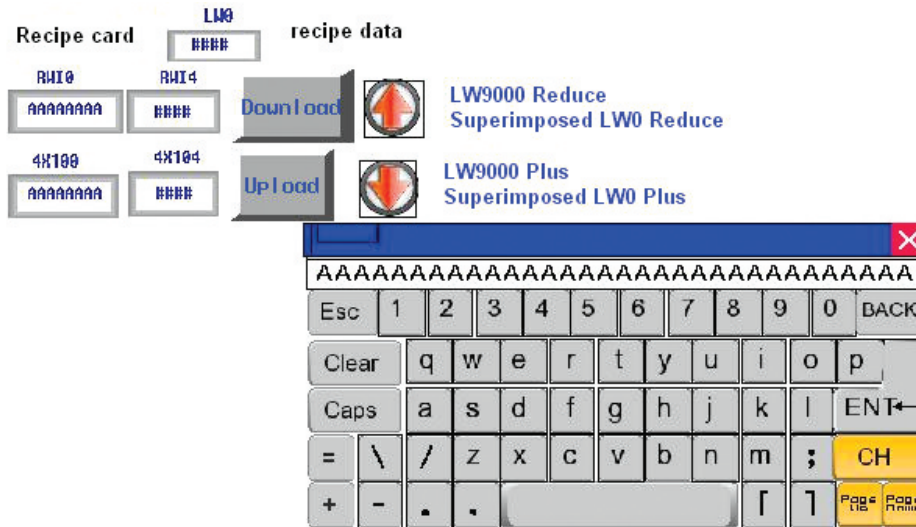 LW0
Recipe card #### recipe data
RWI0 RWI4
AAAAAAAA #### Download LW9000 Reduce
Superimposed LW0 Reduce
4X100 4X104
AAAAAAAA #### Upload LW9000 Plus
Superimposed LW0 Plus
AAAAAAAAAAAAAAAAAAAAAAAAAAAAAAAA
Esc 1 2 3 4 5 6 7 8 9 0 BACK
Clear q w e r t y u i o p
Caps a s d f g h j k l ENT←
= \ / z x c v b n m ; CH
+ - . , [ ] Page Page